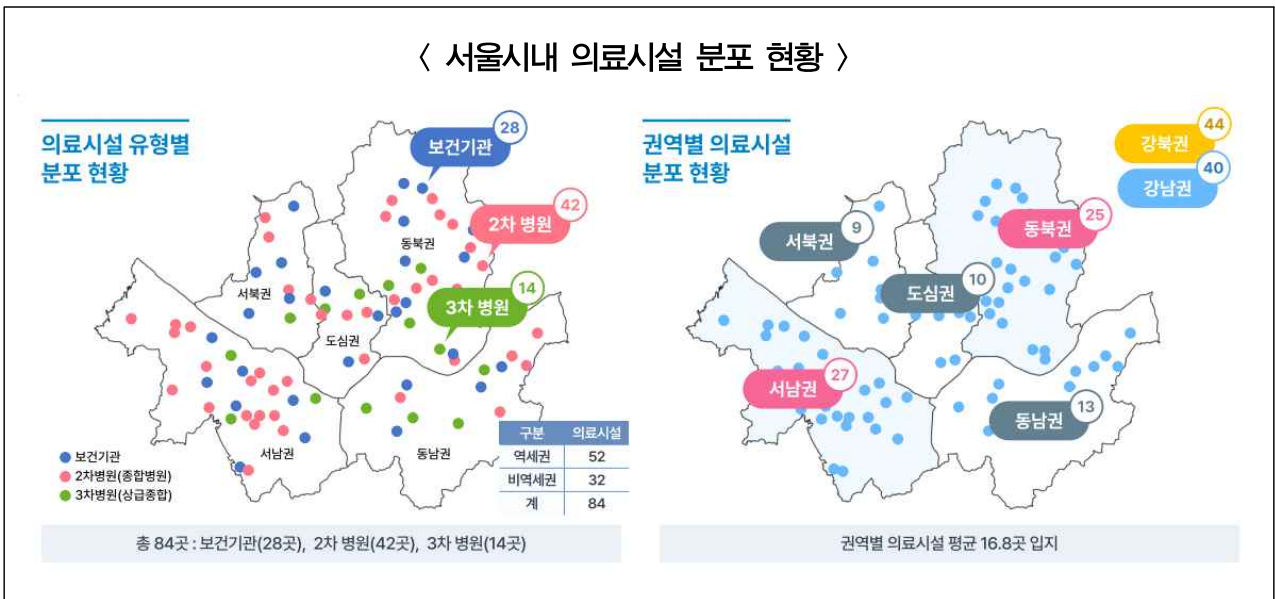 〈 서울시내 의료시설 분포 현황 〉
의료시설 유형별
분포 현황
보건기관 28
2차 병원 42
3차 병원 14
동북권
서북권
도심권
서남권
동남권
보건기관
2차병원(종합병원)
3차병원(상급종합)
구분 의료시설
역세권 52
비역세권 32
계 84
총 84곳 : 보건기관(28곳), 2차 병원(42곳), 3차 병원(14곳)
권역별 의료시설
분포 현황
강북권 44
강남권 40
동북권 25
서북권 9
도심권 10
서남권 27
동남권 13
권역별 의료시설 평균 16.8곳 입지